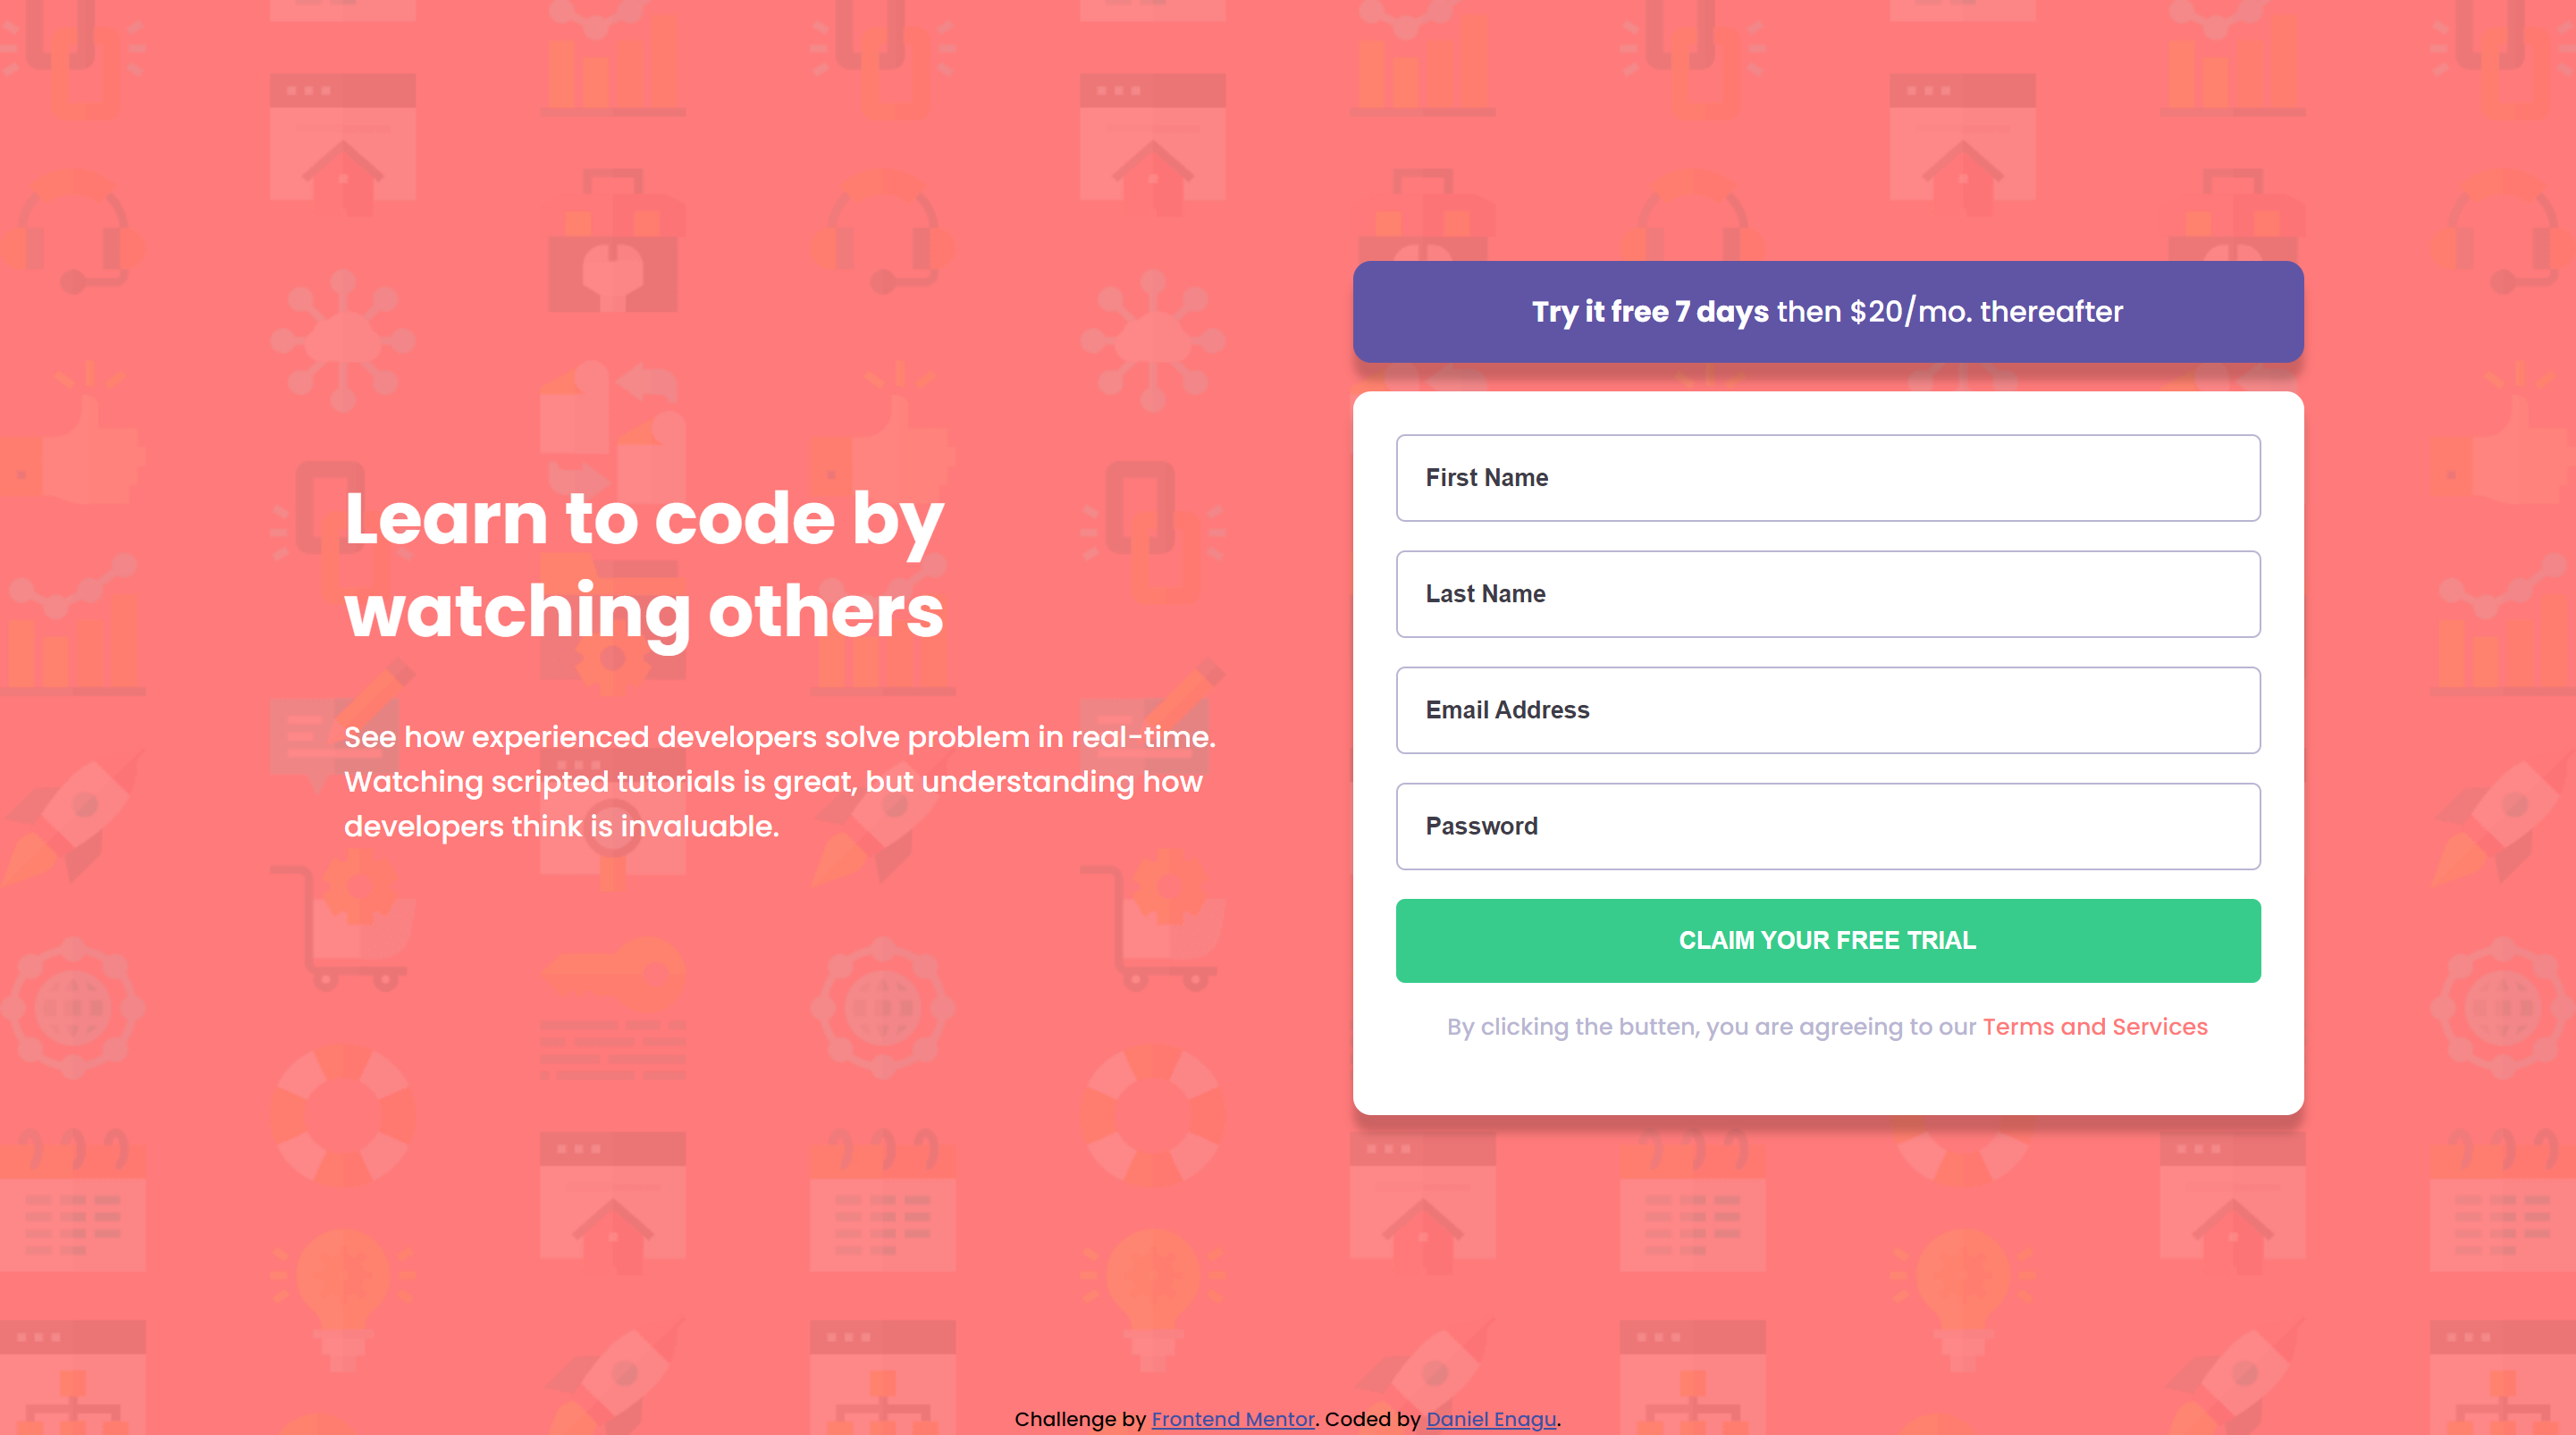 Learn to code by
watching others
See how experienced developers solve problem in real-time.
Watching scripted tutorials is great, but understanding how
developers think is invaluable.
Try it free 7 days then $20/mo. thereafter
First Name
Last Name
Email Address
Password
CLAIM YOUR FREE TRIAL
By clicking the butten, you are agreeing to our Terms and Services
Challenge by Frontend Mentor. Coded by Daniel Enagu.